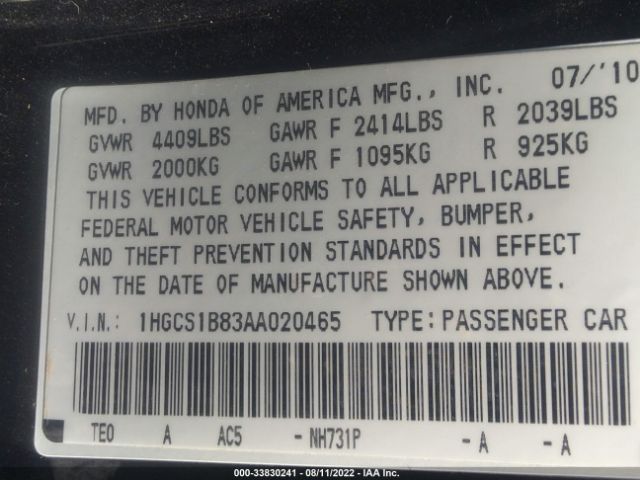 MFD. BY HONDA OF AMERICA MFG., INC. 07/'10
GVWR 4409LBS GAWR F 2414LBS R 2039LBS
GVWR 2000KG GAWR F 1095KG R 925KG
THIS VEHICLE CONFORMS TO ALL APPLICABLE
FEDERAL MOTOR VEHICLE SAFETY, BUMPER,
AND THEFT PREVENTION STANDARDS IN EFFECT
ON THE DATE OF MANUFACTURE SHOWN ABOVE.
V.I.N.: 1HGCS1B83AA020465 TYPE: PASSENGER CAR
TE0 A AC5 - NH731P - A - A
000-33830241 - 08/11/2022 - IAA Inc.